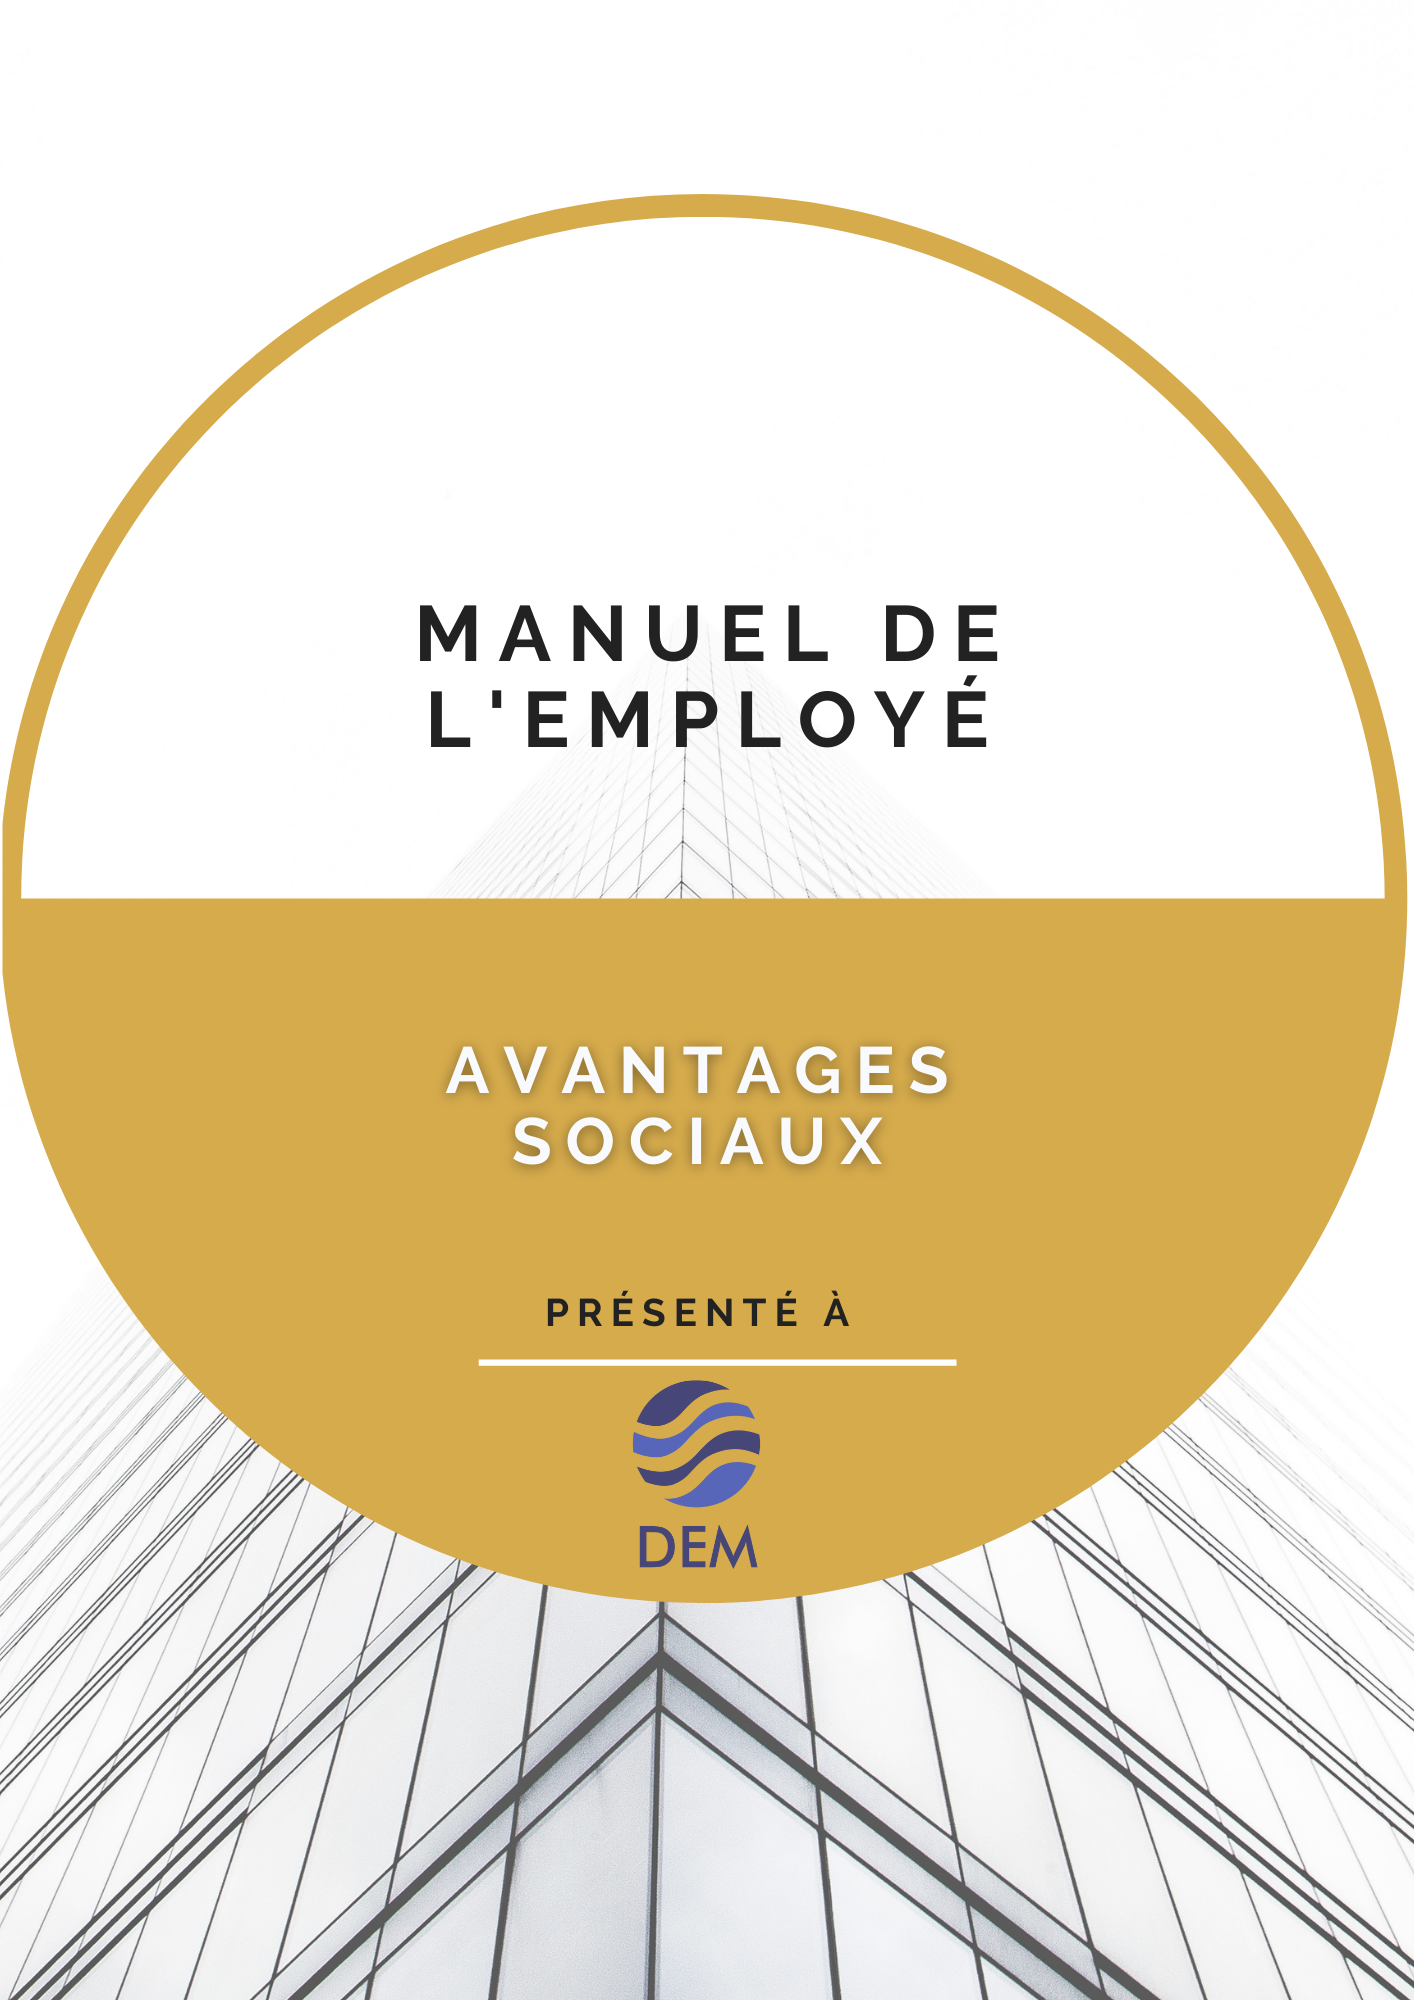 MANUEL DE
L'EMPLOYÉ
AVANTAGES
SOCIAUX
PRÉSENTÉ À
DEM